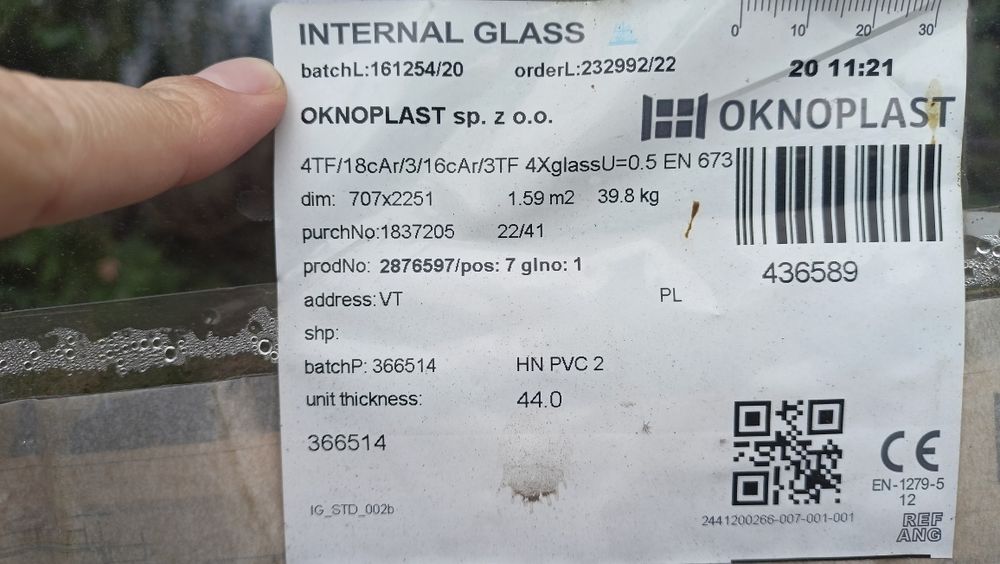 INTERNAL GLASS
0 10 20 30
batchL:161254/20 orderL:232992/22 20 11:21
OKNOPLAST sp. z o.o. OKNOPLAST
4TF/18cAr/3/16cAr/3TF 4XglassU=0.5 EN 673
dim: 707x2251 1.59 m2 39.8 kg
purchNo:1837205 22/41
436589
prodNo: 2876597/pos: 7 glno: 1
address: VT PL
shp:
batchP: 366514 HN PVC 2
unit thickness: 44.0
366514
CE
EN-1279-5
12
IG_STD_002b
2441200266-007-001-001
REF
ANG